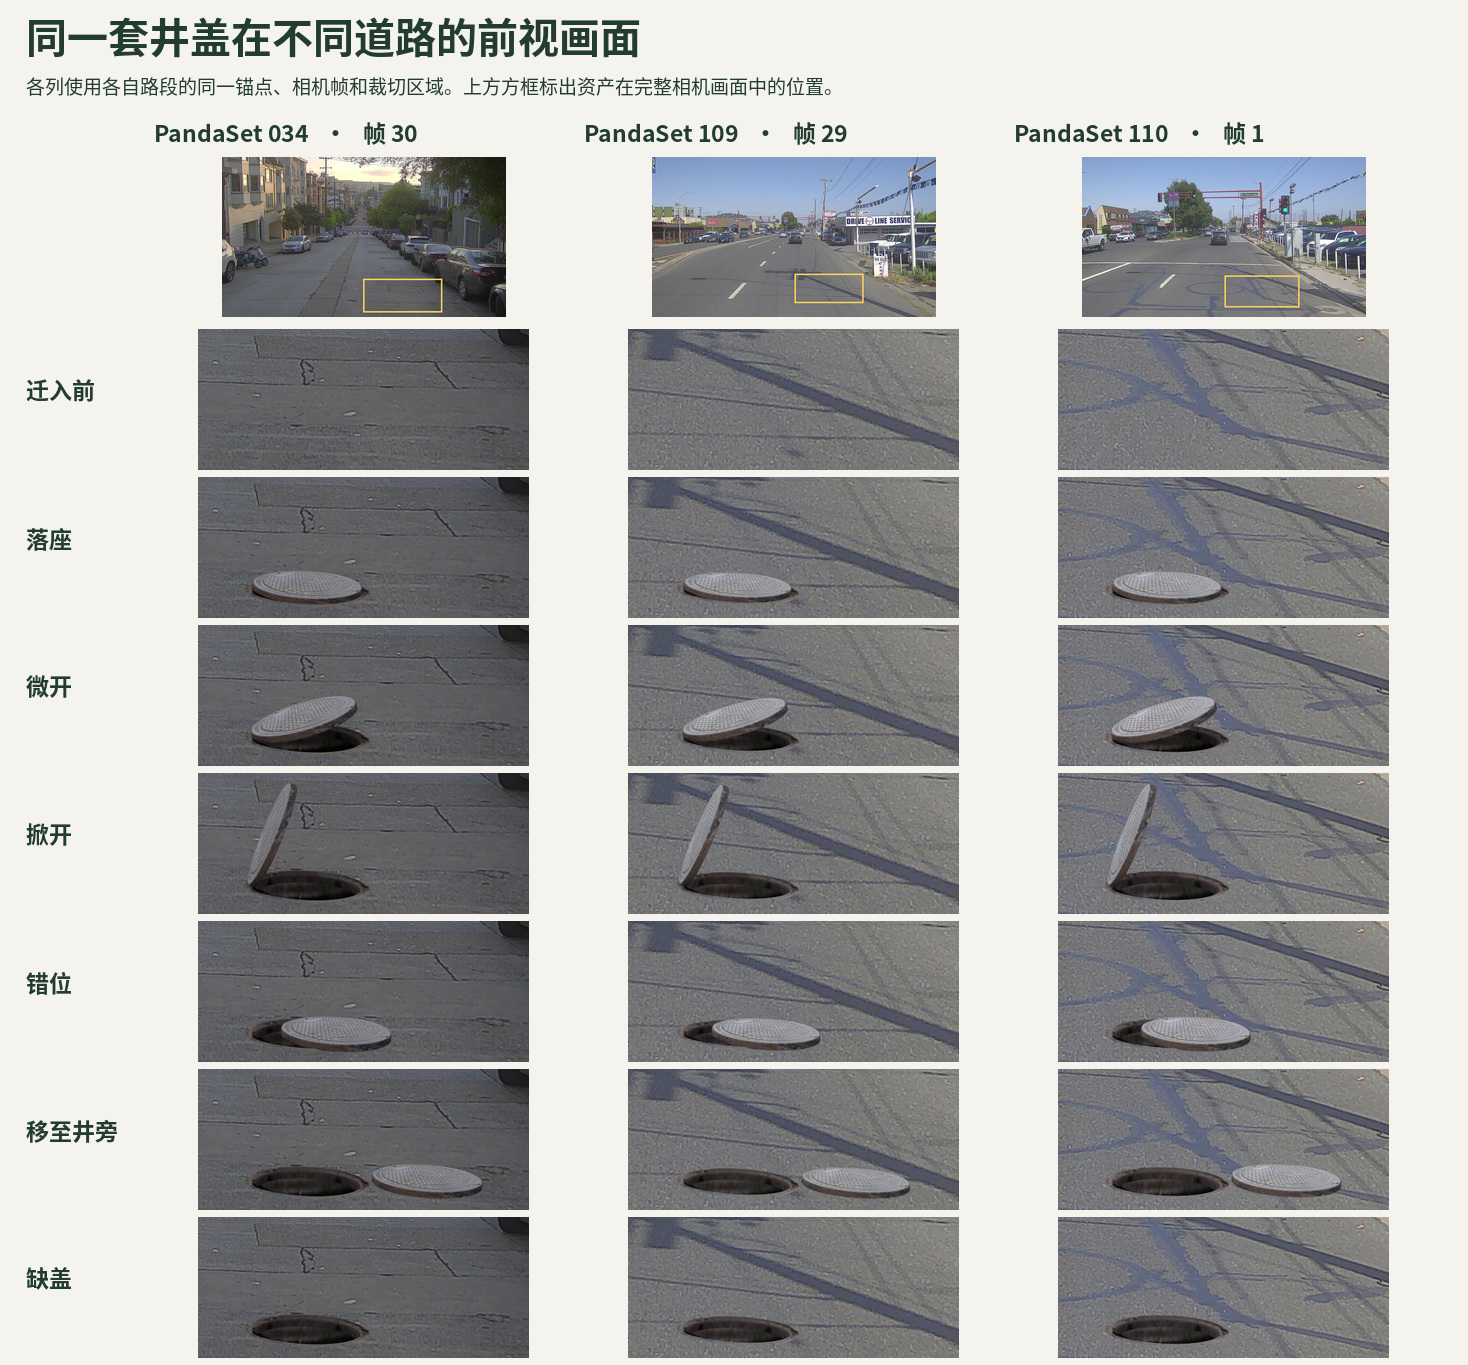 同一套井盖在不同道路的前视画面
各列使用各自路段的同一锚点、相机帧和裁切区域。上方方框标出资产在完整相机画面中的位置。
PandaSet 034 • 帧 30
PandaSet 109 • 帧 29
PandaSet 110 • 帧 1
DRIVE LINE SERVIC
迁入前
落座
微开
掀开
错位
移至井旁
缺盖